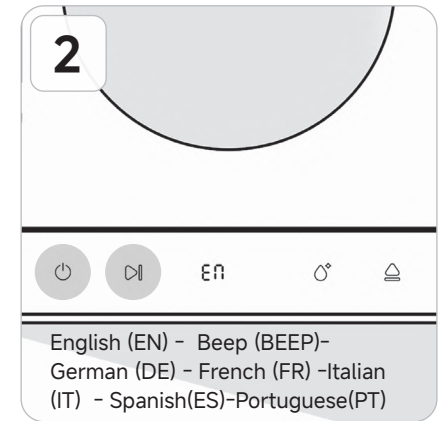 2
EN
English (EN) - Beep (BEEP)-
German (DE) - French (FR) -Italian
(IT) - Spanish(ES)-Portuguese(PT)